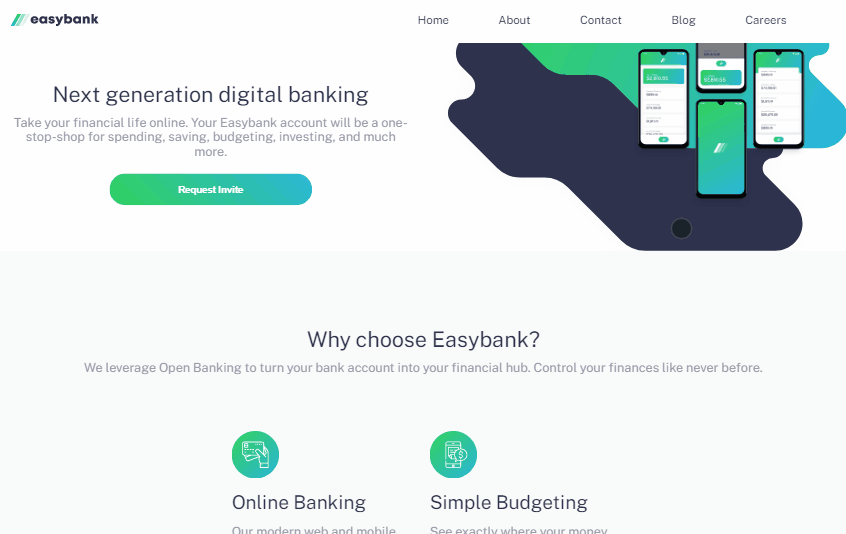 easybank
Home About Contact Blog Careers
Next generation digital banking
Take your financial life online. Your Easybank account will be a one-
stop-shop for spending, saving, budgeting, investing, and much
more.
Request Invite
Why choose Easybank?
We leverage Open Banking to turn your bank account into your financial hub. Control your finances like never before.
Online Banking Simple Budgeting
Our modern web and mobile See exactly where your money